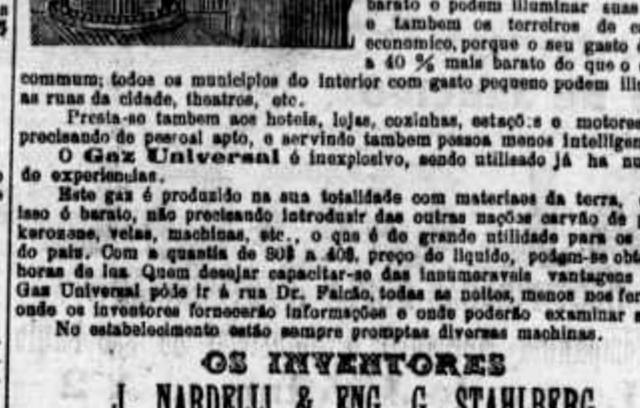 barato e podem illuminar suas
e tambem os terreiros de
economico, porque o seu gasto
a 40 % mais barato do que o
commum; todos os municipios do interior com gasto pequeno podem
as ruas da cidade, theatros, etc.
Presta-se tambem aos hoteis, lojas, cozinhas, estações e motores
precisando de pessoal apto, e servindo tambem pessoa menos
O Gaz Universal é inexplosivo, sendo utilisado já ha
de experiencias.
Este gaz é produzido na sua totalidade com materiaes da terra,
isso é barato, não precisando introduzir das outras nações carvão de
kerozene, velas, machinas, etc., o que é de grande utilidade para os
do paiz. Com a quantia de 30$ a 40$, preço do liquido, podem-se
horas de luz. Quem desejar capacitar-se das innumeraveis vantagens
Gaz Universal póde ir á rua Dr. Falcão, todas as noites, menos nos
onde os inventores fornecerão informações e onde poderão examinar
No estabelecimento estão sempre promptas diversas machinas.
OS INVENTORES
J. NARDELLI & ENG. G. STAHLBERG